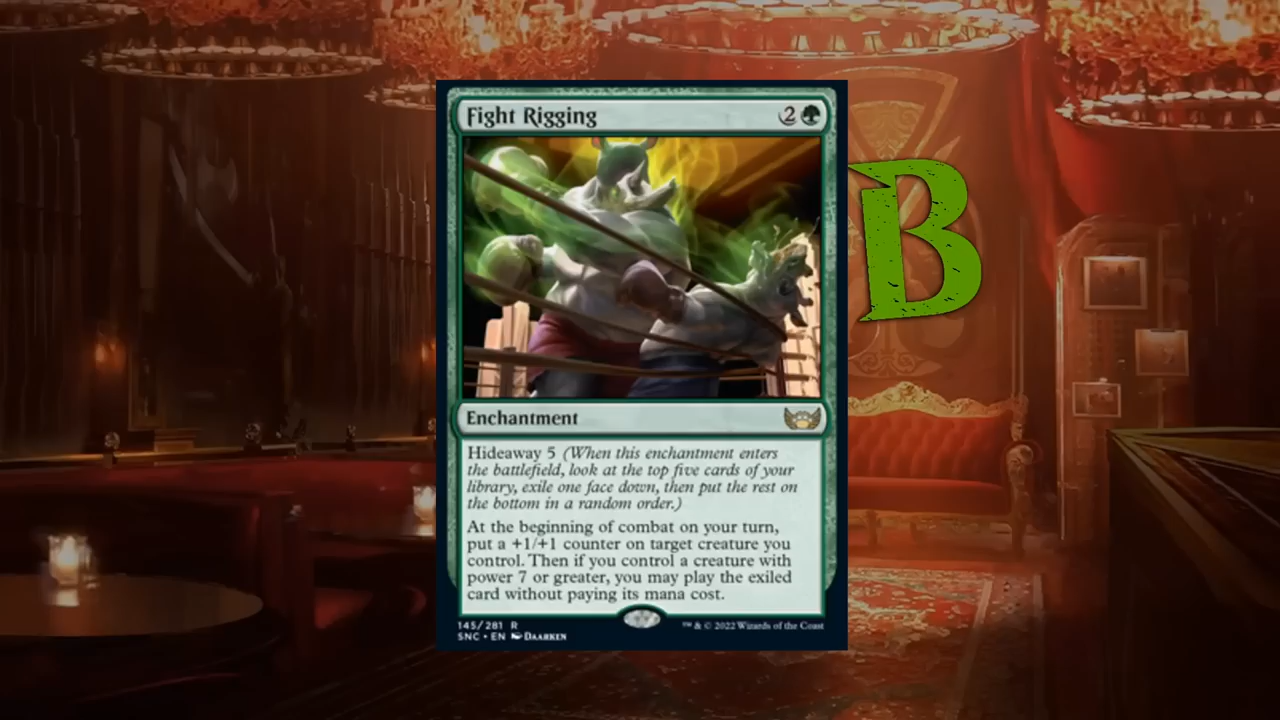 Fight Rigging 2
B
Enchantment
Hideaway 5 (When this enchantment enters
the battlefield, look at the top five cards of your
library, exile one face down, then put the rest on
the bottom in a random order.)
At the beginning of combat on your turn,
put a +1/+1 counter on target creature you
control. Then if you control a creature with
power 7 or greater, you may play the exiled
card without paying its mana cost.
145/281 R
SNC • EN DAARKEN
™ & © 2022 Wizards of the Coast